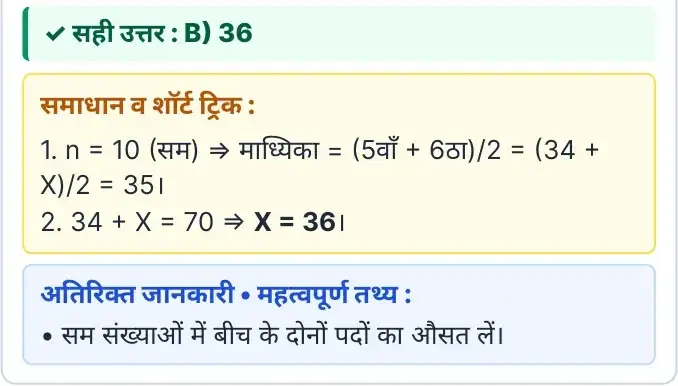 ✓ सही उत्तर : B) 36
समाधान व शॉर्ट ट्रिक :
1. n = 10 (सम) ⇒ माध्यिका = (5वाँ + 6ठा)/2 = (34 +
X)/2 = 35।
2. 34 + X = 70 ⇒ X = 36।
अतिरिक्त जानकारी • महत्वपूर्ण तथ्य :
• सम संख्याओं में बीच के दोनों पदों का औसत लें।